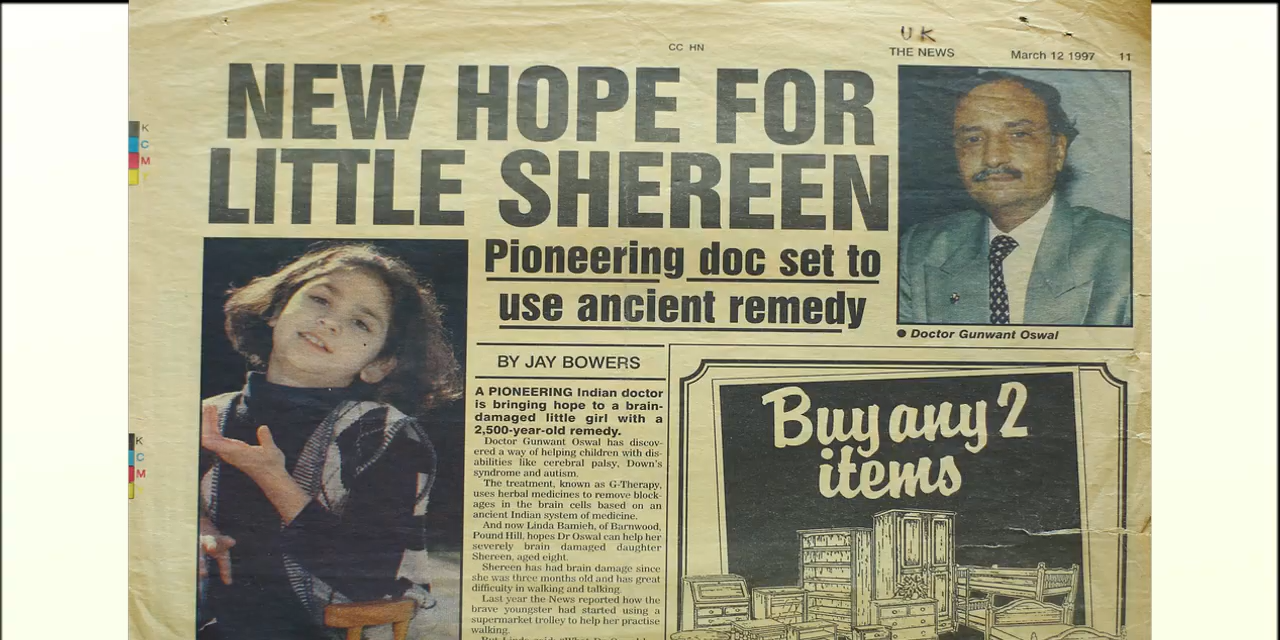 UK
CC HN
THE NEWS
March 12 1997 11
NEW HOPE FOR
LITTLE SHEREEN
Pioneering doc set to
use ancient remedy
Doctor Gunwant Oswal
BY JAY BOWERS
A PIONEERING Indian doctor
is bringing hope to a brain-
damaged little girl with a
2,500-year-old remedy.
Doctor Gunwant Oswal has discov-
ered a way of helping children with dis-
abilities like cerebral palsy, Down's
syndrome and autism.
The treatment, known as G-Therapy,
uses herbal medicines to remove block-
ages in the brain cells based on an
ancient Indian system of medicine.
And now Linda Bamieh, of Barnwood,
Pound Hill, hopes Dr Oswal can help her
severely brain damaged daughter
Shereen, aged eight.
Shereen has had brain damage since
she was three months old and has great
difficulty in walking and talking.
Last year the News reported how the
brave youngster had started using a
supermarket trolley to help her practise
walking.
Buy any 2
items
K
C
M
Y
K
C
M
Y